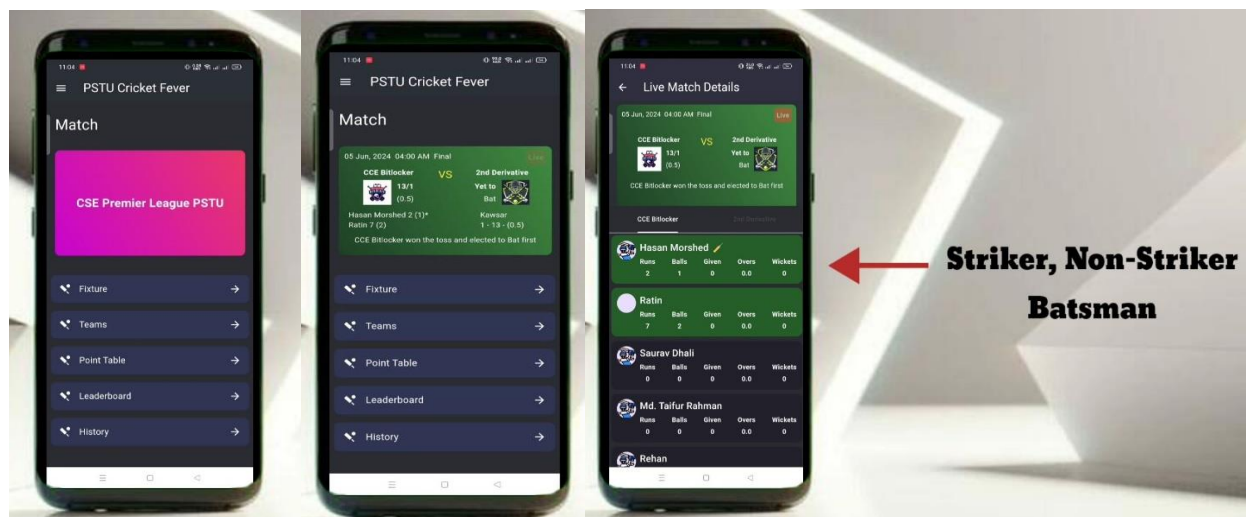 11:04
PSTU Cricket Fever
Match
CSE Premier League PSTU
Fixture
Teams
Point Table
Leaderboard
History
11:04
PSTU Cricket Fever
Match
05 Jun, 2024 04:00 AM Final Live
CCE Bitlocker VS 2nd Derivative
13/1 Yet to
(0.5) Bat
Hasan Morshed 2 (1)* Kawsar
Ratin 7 (2) 1 - 13 - (0.5)
CCE Bitlocker won the toss and elected to Bat first
Fixture
Teams
Point Table
Leaderboard
History
11:04
Live Match Details
05 Jun, 2024 04:00 AM Final Live
CCE Bitlocker VS 2nd Derivative
13/1 Yet to
(0.5) Bat
CCE Bitlocker won the toss and elected to Bat first
CCE Bitlocker 2nd Derivative
Hasan Morshed
Runs Balls Given Overs Wickets
2 1 0 0.0 0
Ratin
Runs Balls Given Overs Wickets
7 2 0 0.0 0
Saurav Dhali
Runs Balls Given Overs Wickets
0 0 0 0.0 0
Md. Taifur Rahman
Runs Balls Given Overs Wickets
0 0 0 0.0 0
Rehan
Striker, Non-Striker
Batsman